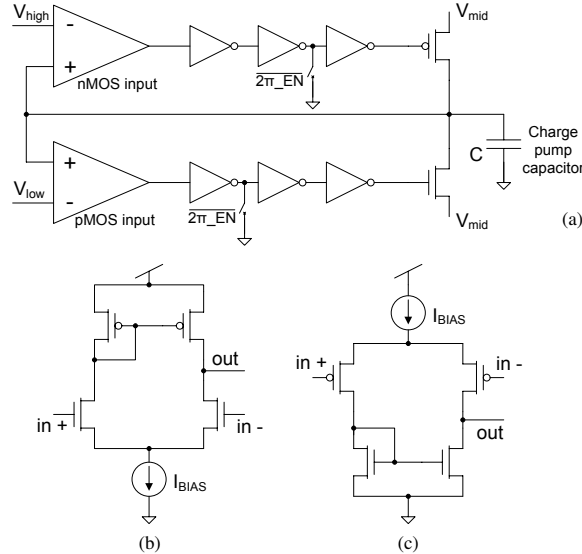 V_high
-
+
nMOS input
2π_EN
V_mid
C
Charge
pump
capacitor
+
V_low
-
pMOS input
2π_EN
V_mid
(a)
out
in +
in -
I_BIAS
(b)
I_BIAS
in +
in -
out
(c)